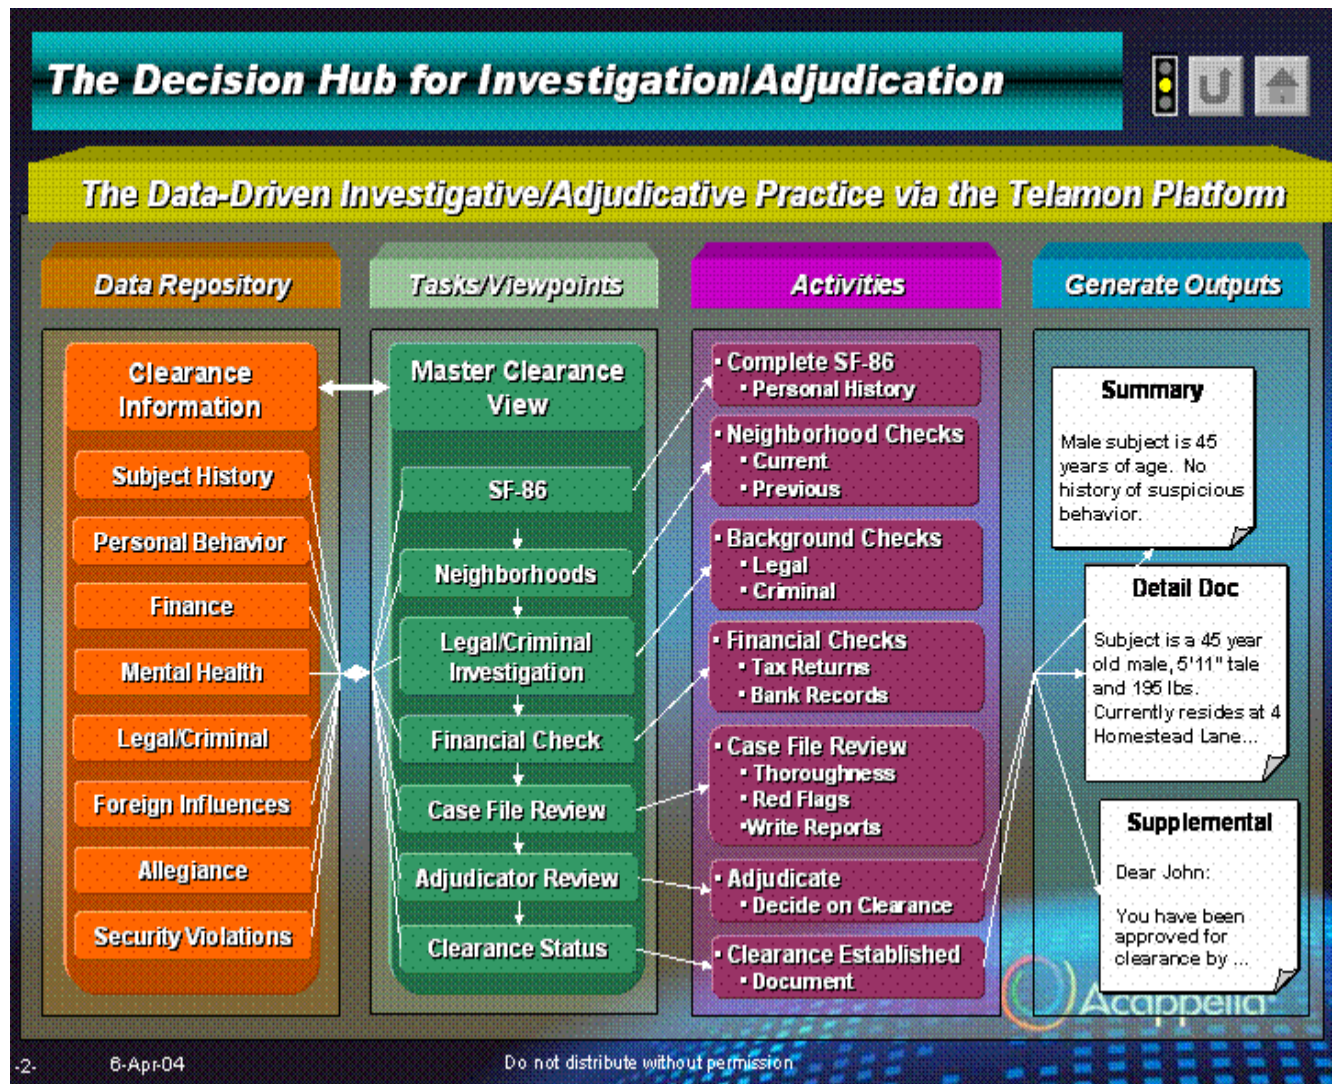 The Decision Hub for Investigation/Adjudication
The Data-Driven Investigative/Adjudicative Practice via the Telamon Platform
Data Repository
Clearance
Information
Subject History
Personal Behavior
Finance
Mental Health
Legal/Criminal
Foreign Influences
Allegiance
Security Violations
Tasks/Viewpoints
Master Clearance
View
SF-86
Neighborhoods
Legal/Criminal
Investigation
Financial Check
Case File Review
Adjudicator Review
Clearance Status
Activities
▪ Complete SF-86
▪ Personal History
▪ Neighborhood Checks
▪ Current
▪ Previous
▪ Background Checks
▪ Legal
▪ Criminal
▪ Financial Checks
▪ Tax Returns
▪ Bank Records
▪ Case File Review
▪ Thoroughness
▪ Red Flags
▪Write Reports
▪ Adjudicate
▪ Decide on Clearance
▪ Clearance Established
▪ Document
Generate Outputs
Summary
Male subject is 45
years of age. No
history of suspicious
behavior.
Detail Doc
Subject is a 45 year
old male, 5'11" tale
and 195 lbs.
Currently resides at 4
Homestead Lane...
Supplemental
Dear John:
You have been
approved for
clearance by ...
Acappella
-2-
6-Apr-04
Do not distribute without permission